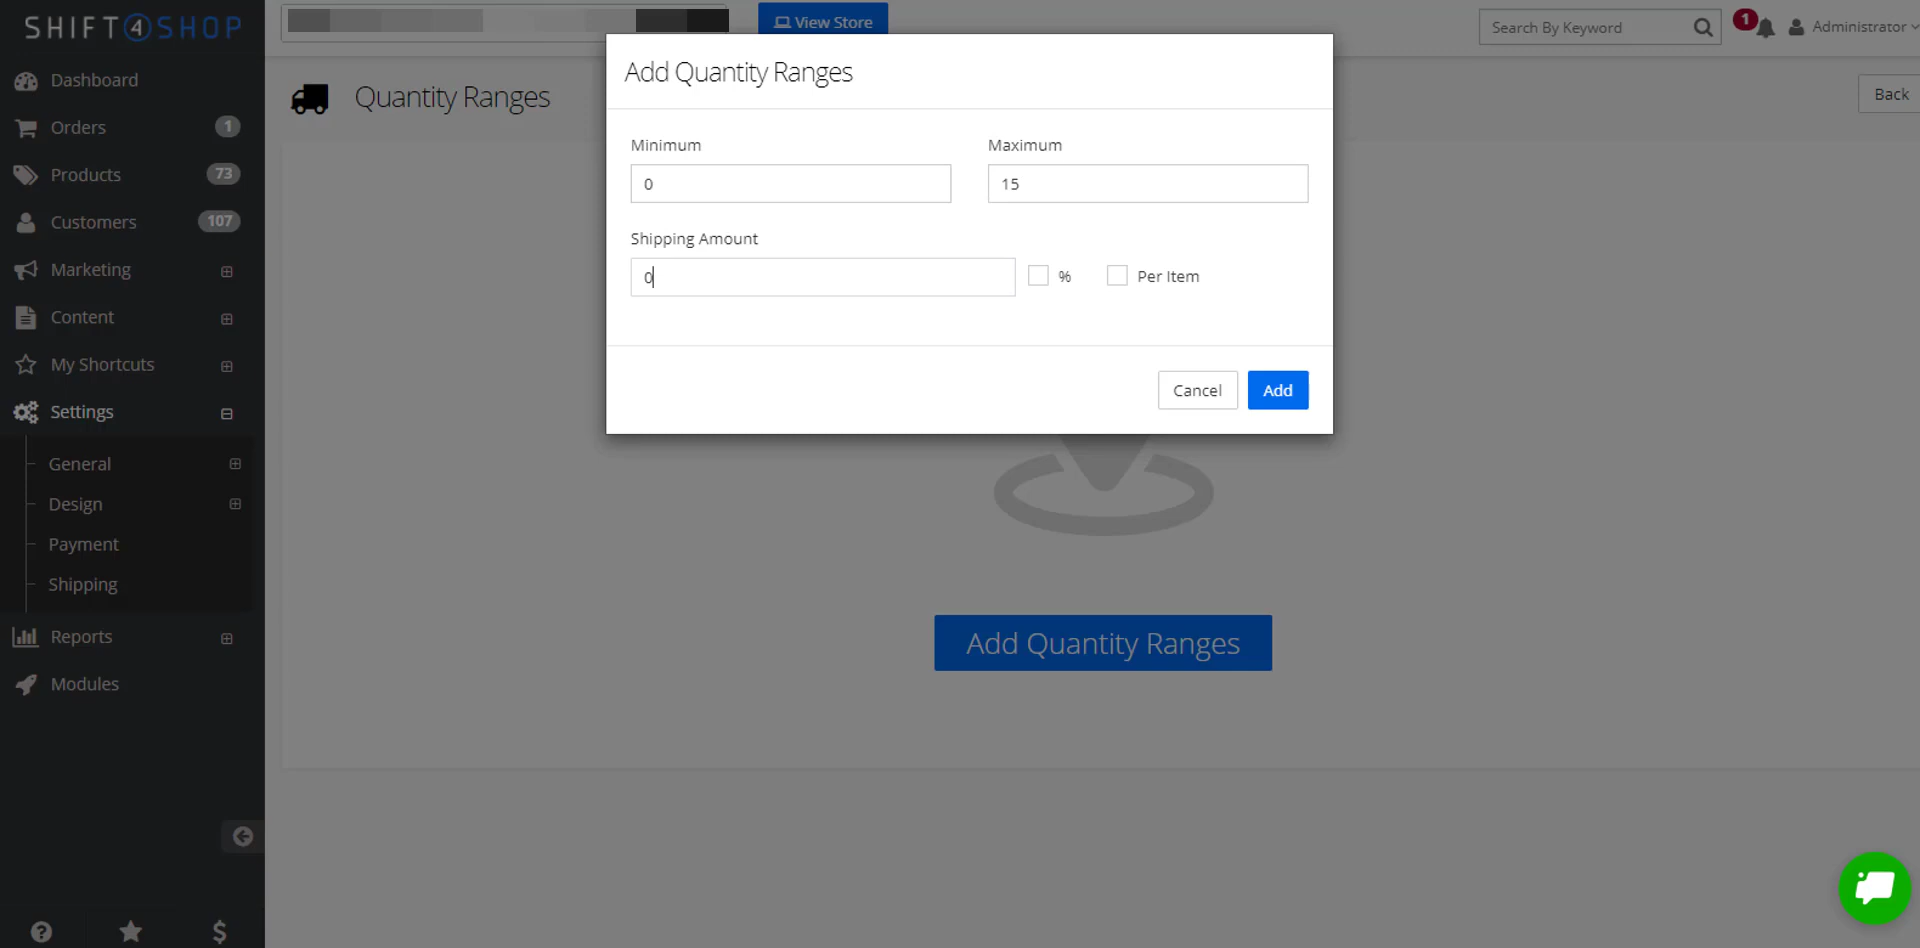 SHIFT4SHOP
View Store
Search By Keyword
1
Administrator
Dashboard
Orders
1
Products
73
Customers
107
Marketing
Content
My Shortcuts
Settings
General
Design
Payment
Shipping
Reports
Modules
Quantity Ranges
Back
Add Quantity Ranges
Minimum
Maximum
0
15
Shipping Amount
0
%
Per Item
Cancel
Add
Add Quantity Ranges